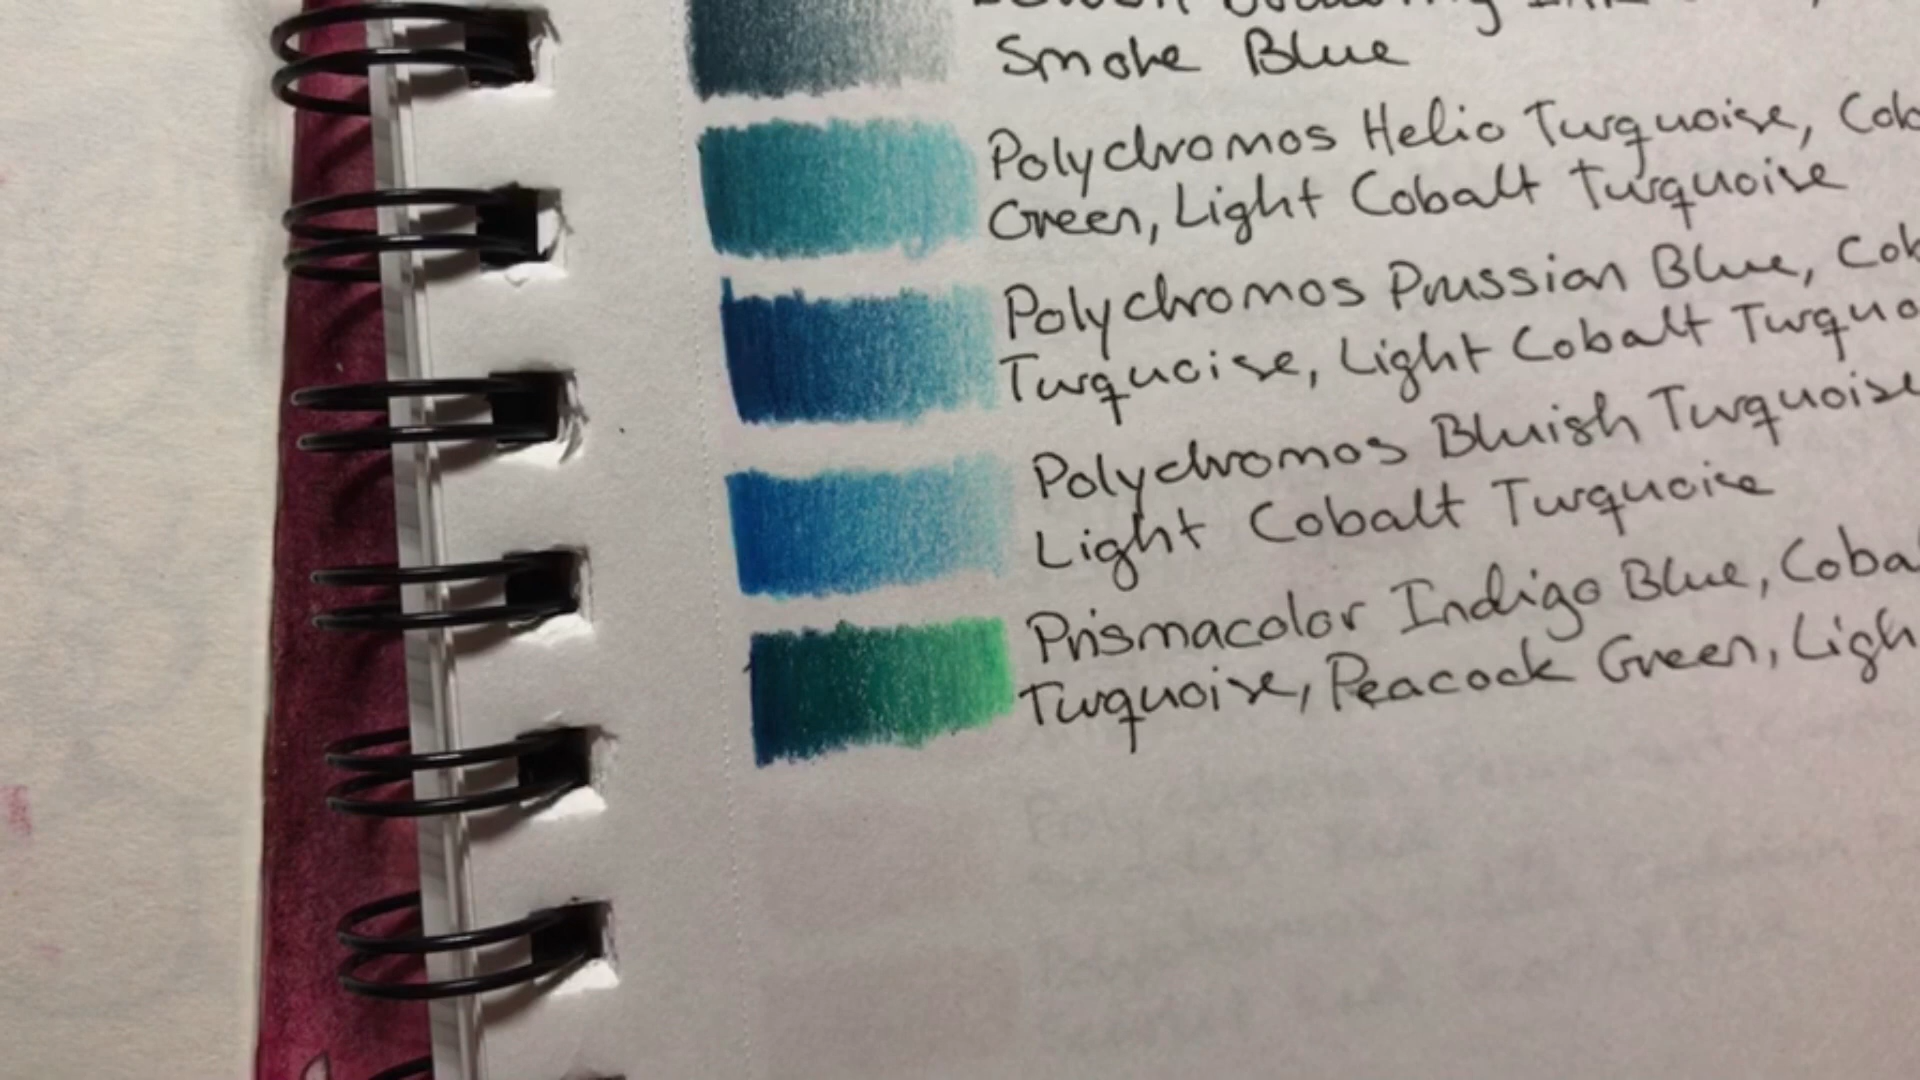 Smoke Blue
Polychromos Helio Turquoise,
Green, Light Cobalt Turquoise
Polychromos Prussian Blue,
Turquoise, Light Cobalt
Polychromos Bluish Turquoise
Light Cobalt Turquoise
Prismacolor Indigo Blue,
Turquoise, Peacock Green,